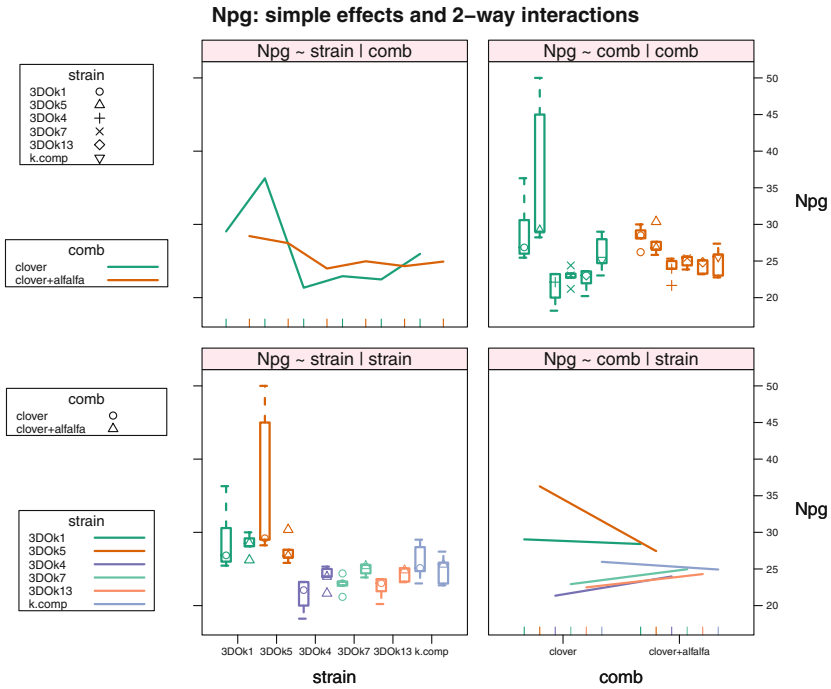 Npg: simple effects and 2−way interactions
Npg ~ strain | comb
Npg ~ comb | comb
strain
3DOk1
3DOk5
3DOk4
3DOk7
3DOk13
k.comp
comb
clover
clover+alfalfa
50
45
40
35
30
25
20
Npg
Npg ~ strain | strain
Npg ~ comb | strain
comb
clover
clover+alfalfa
strain
3DOk1
3DOk5
3DOk4
3DOk7
3DOk13
k.comp
50
45
40
35
30
25
20
Npg
3DOk1 3DOk5 3DOk4 3DOk7 3DOk13 k.comp
clover clover+alfalfa
strain
comb